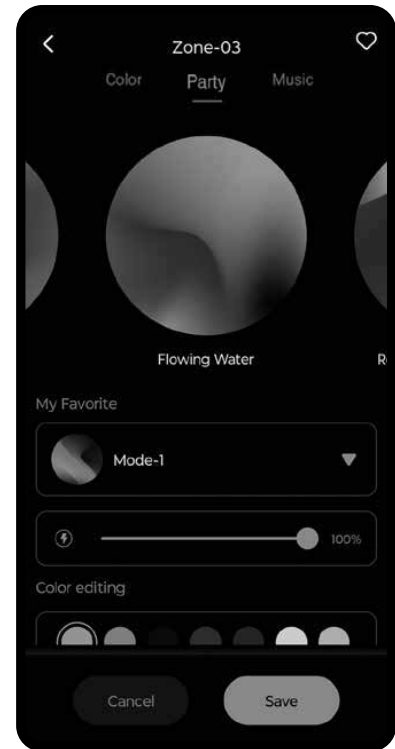 Zone-03
Color Party Music
Flowing Water R
My Favorite
Mode-1
100%
Color editing
Cancel Save